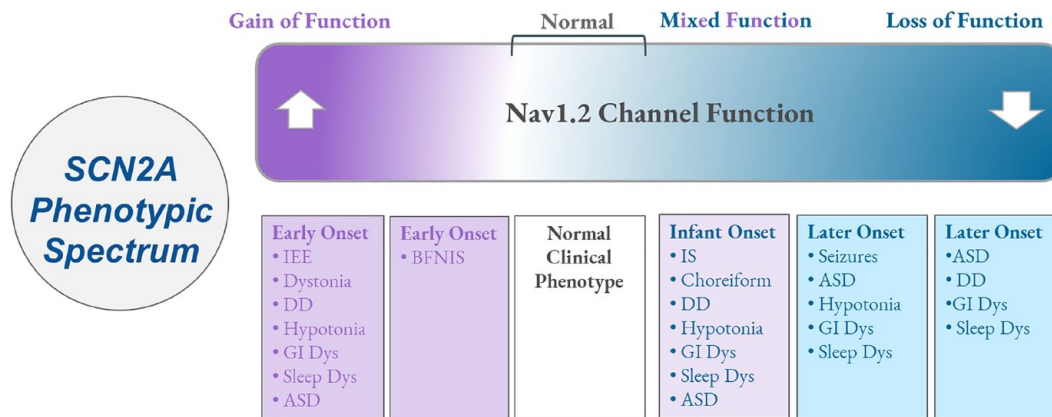 Gain of Function
Normal
Mixed Function
Loss of Function
Nav1.2 Channel Function
SCN2A
Phenotypic
Spectrum
Early Onset
• IEE
• Dystonia
• DD
• Hypotonia
• GI Dys
• Sleep Dys
• ASD
Early Onset
• BFNIS
Normal
Clinical
Phenotype
Infant Onset
• IS
• Choreiform
• DD
• Hypotonia
• GI Dys
• Sleep Dys
• ASD
Later Onset
• Seizures
• ASD
• Hypotonia
• GI Dys
• Sleep Dys
Later Onset
•ASD
• DD
•GI Dys
• Sleep Dys